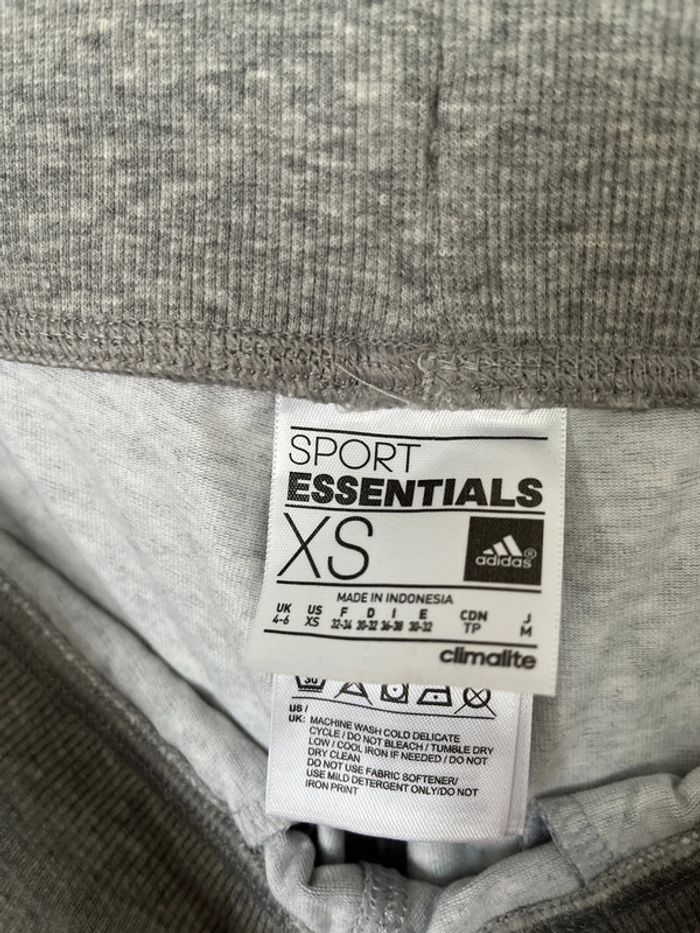 SPORT
ESSENTIALS
XS
adidas®
MADE IN INDONESIA
UK US F D I E CDN J
4-6 XS 32-34 30-32 36-38 30-32 TP M
climalite
30
US /
UK: MACHINE WASH COLD DELICATE
CYCLE / DO NOT BLEACH / TUMBLE DRY
LOW / COOL IRON IF NEEDED / DO NOT
DRY CLEAN
DO NOT USE FABRIC SOFTENER/
USE MILD DETERGENT ONLY/DO NOT
IRON PRINT